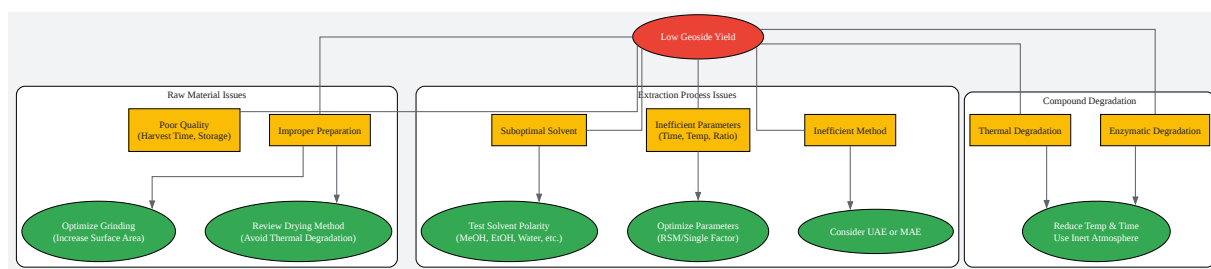 Low Geoside Yield
Raw Material Issues
Extraction Process Issues
Compound Degradation
Poor Quality
(Harvest Time, Storage)
Improper Preparation
Suboptimal Solvent
Inefficient Parameters
(Time, Temp, Ratio)
Inefficient Method
Thermal Degradation
Enzymatic Degradation
Optimize Grinding
(Increase Surface Area)
Review Drying Method
(Avoid Thermal Degradation)
Test Solvent Polarity
(MeOH, EtOH, Water, etc.)
Optimize Parameters
(RSM/Single Factor)
Consider UAE or MAE
Reduce Temp & Time
Use Inert Atmosphere